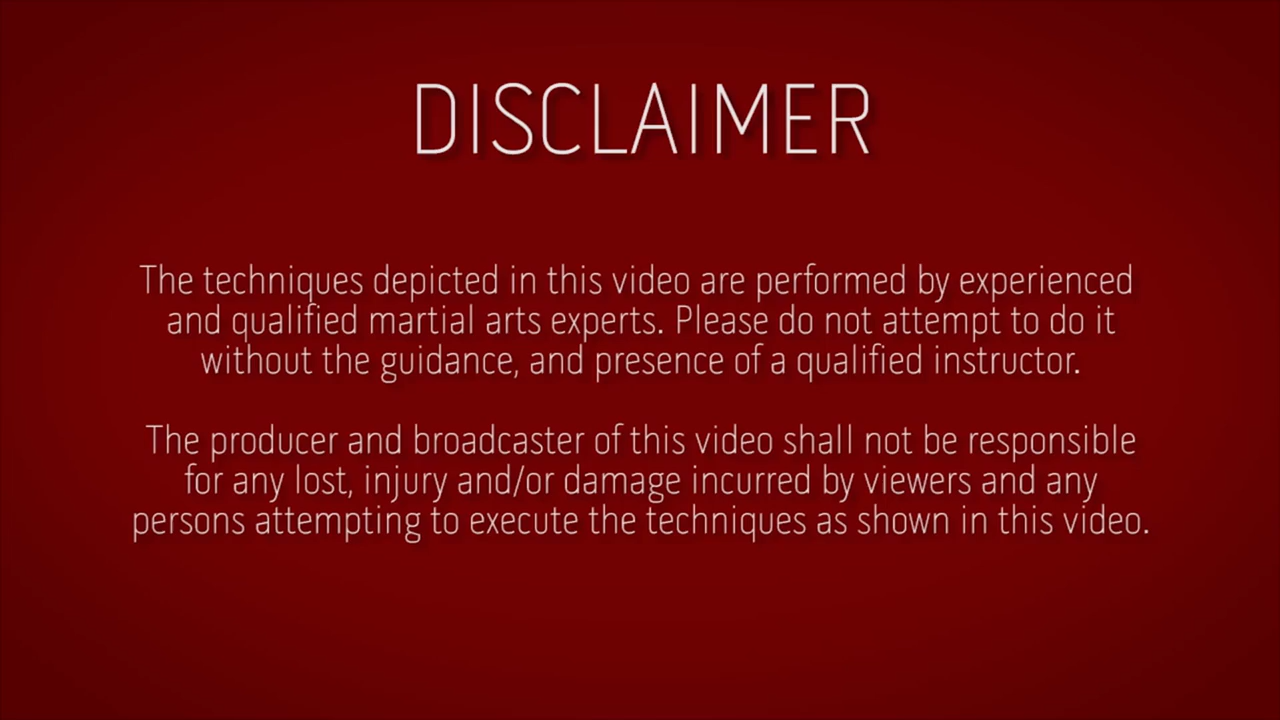 DISCLAIMER
The techniques depicted in this video are performed by experienced
and qualified martial arts experts. Please do not attempt to do it
without the guidance, and presence of a qualified instructor.
The producer and broadcaster of this video shall not be responsible
for any lost, injury and/or damage incurred by viewers and any
persons attempting to execute the techniques as shown in this video.